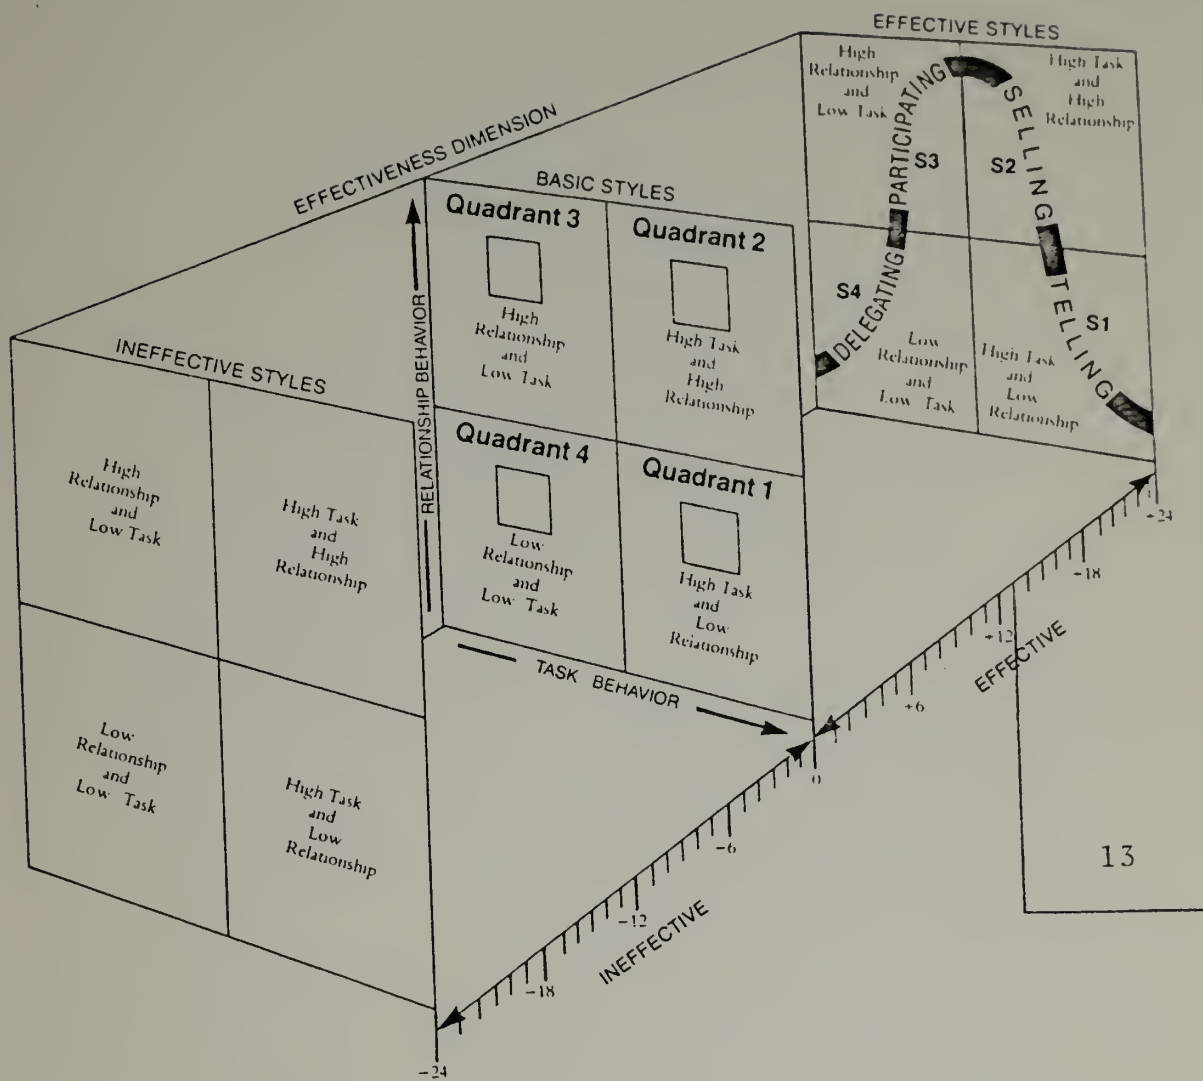 EFFECTIVE STYLES
High
Relationship
and
Low Task
High Task
and
High
Relationship
PARTICIPATING
SELLING
S3
S2
DELEGATING
TELLING
S4
S1
Low
Relationship
and
Low Task
High Task
and
Low
Relationship
EFFECTIVENESS DIMENSION
BASIC STYLES
Quadrant 3
High
Relationship
and
Low Task
Quadrant 2
High Task
and
High
Relationship
Quadrant 4
Low
Relationship
and
Low Task
Quadrant 1
High Task
and
Low
Relationship
RELATIONSHIP BEHAVIOR
TASK BEHAVIOR
INEFFECTIVE STYLES
High
Relationship
and
Low Task
High Task
and
High
Relationship
Low
Relationship
and
Low Task
High Task
and
Low
Relationship
+24
+18
+12
+6
EFFECTIVE
0
-6
-12
-18
-24
INEFFECTIVE
13